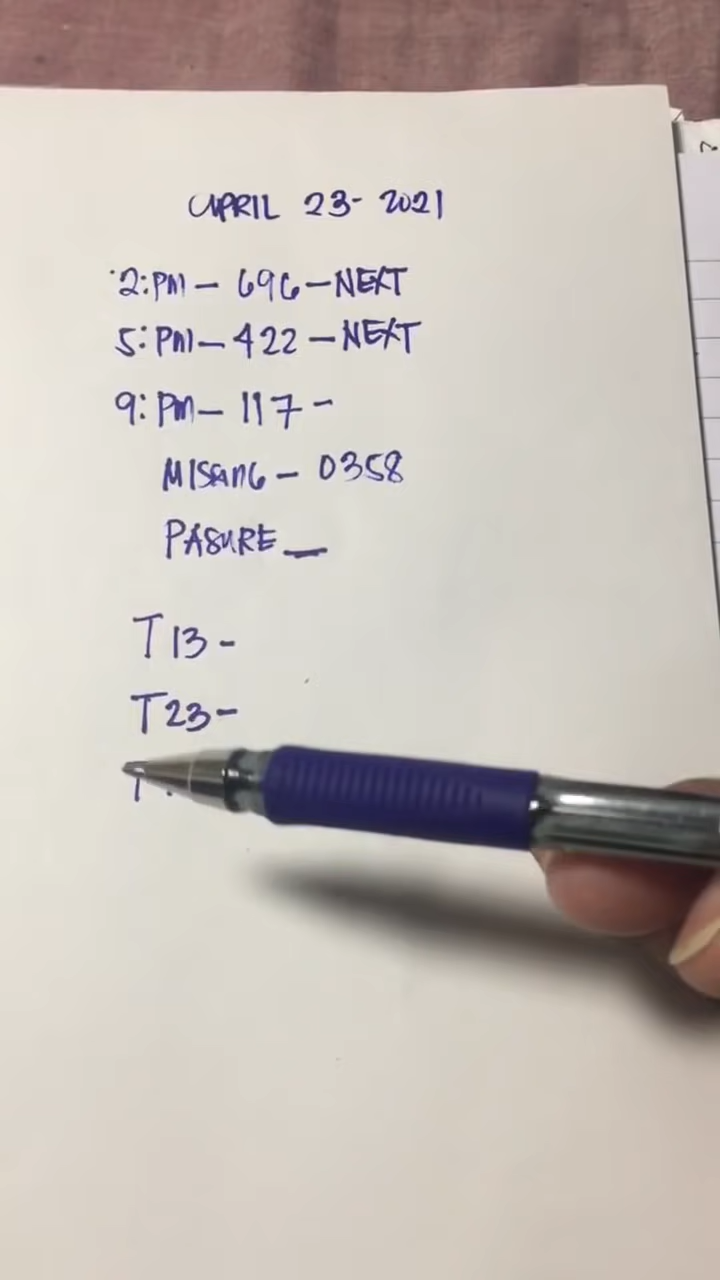 APRIL 23- 2021
2:PM - 696 - NEXT
5:PM - 422 - NEXT
9:PM - 117 -
MISSING - 0358
PASURE _
T13 -
T23 -